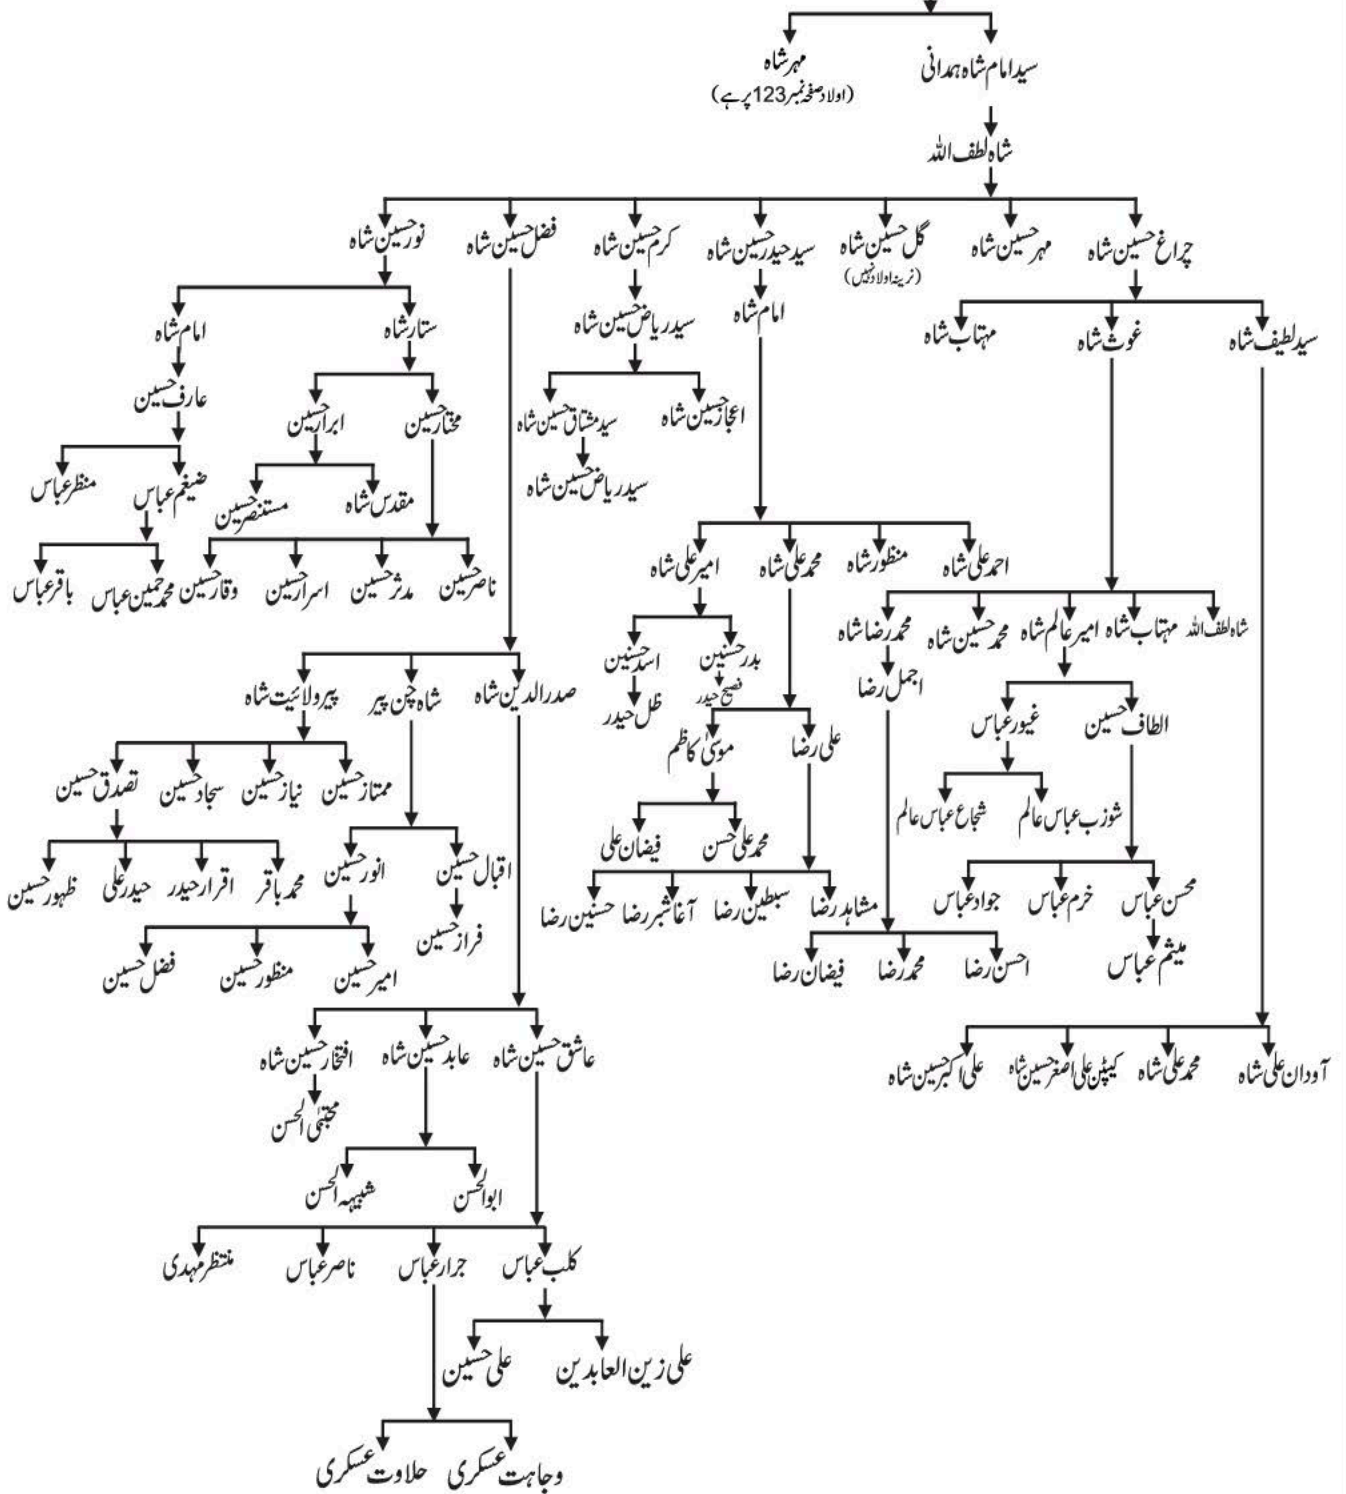 سید امام شاہ ہمدانی
مہر شاہ
(اولاد صفحہ نمبر 123 پر ہے)
شاہ لطف اللہ
چراغ حسین شاہ
مہر حسین شاہ
گل حسین شاہ
(نرینہ اولاد نہیں)
سید حیدر حسین شاہ
کرم حسین شاہ
فضل حسین شاہ
نور حسین شاہ
سید لطیف شاہ
غوث شاہ
مہتاب شاہ
امام شاہ
سید ریاض حسین شاہ
ستار شاہ
امام شاہ
اعجاز حسین شاہ
سید مشتاق حسین شاہ
سید ریاض حسین شاہ
مختار حسین
ابرار حسین
عارف حسین
مقدس شاہ
مستنصر حسین
ضیغم عباس
منظر عباس
ناصر حسین
مدثر حسین
اسرار حسین
وقار حسین
محمد خمین عباس
باقر عباس
احمد علی شاہ
منظور شاہ
محمد علی شاہ
امیر علی شاہ
شاہ لطف اللہ
مہتاب شاہ
امیر عالم شاہ
محمد حسین شاہ
محمد رضا شاہ
اجمل رضا
بدر حسنین
اسد حسنین
فصیح حیدر
ظل حیدر
صدرالدین شاہ
شاہ چن پیر
پیر ولائیت شاہ
الطاف حسین
غیور عباس
علی رضا
موسیٰ کاظم
ممتاز حسین
نیاز حسین
سجاد حسین
تصدق حسین
شوزب عباس عالم
شجاع عباس عالم
محمد علی حسن
فیضان علی
اقبال حسین
انور حسین
محمد باقر
اقرار حیدر
حیدر علی
ظہور حسین
محسن عباس
خرم عباس
جواد عباس
مشاہد رضا
سبطین رضا
آغا شبر رضا
حسنین رضا
فراز حسین
میثم عباس
احسن رضا
محمد رضا
فیضان رضا
امیر حسین
منظور حسین
فضل حسین
عاشق حسین شاہ
عابد حسین شاہ
افتخار حسین شاہ
آودان علی شاہ
محمد علی شاہ
کیپٹن علی اصغر حسین شاہ
علی اکبر حسین شاہ
مجتبیٰ الحسن
ابوالحسن
شبیہہ الحسن
کلب عباس
جرار عباس
ناصر عباس
منتظر مہدی
علی زین العابدین
علی حسین
وجاہت عسکری
حلاوت عسکری